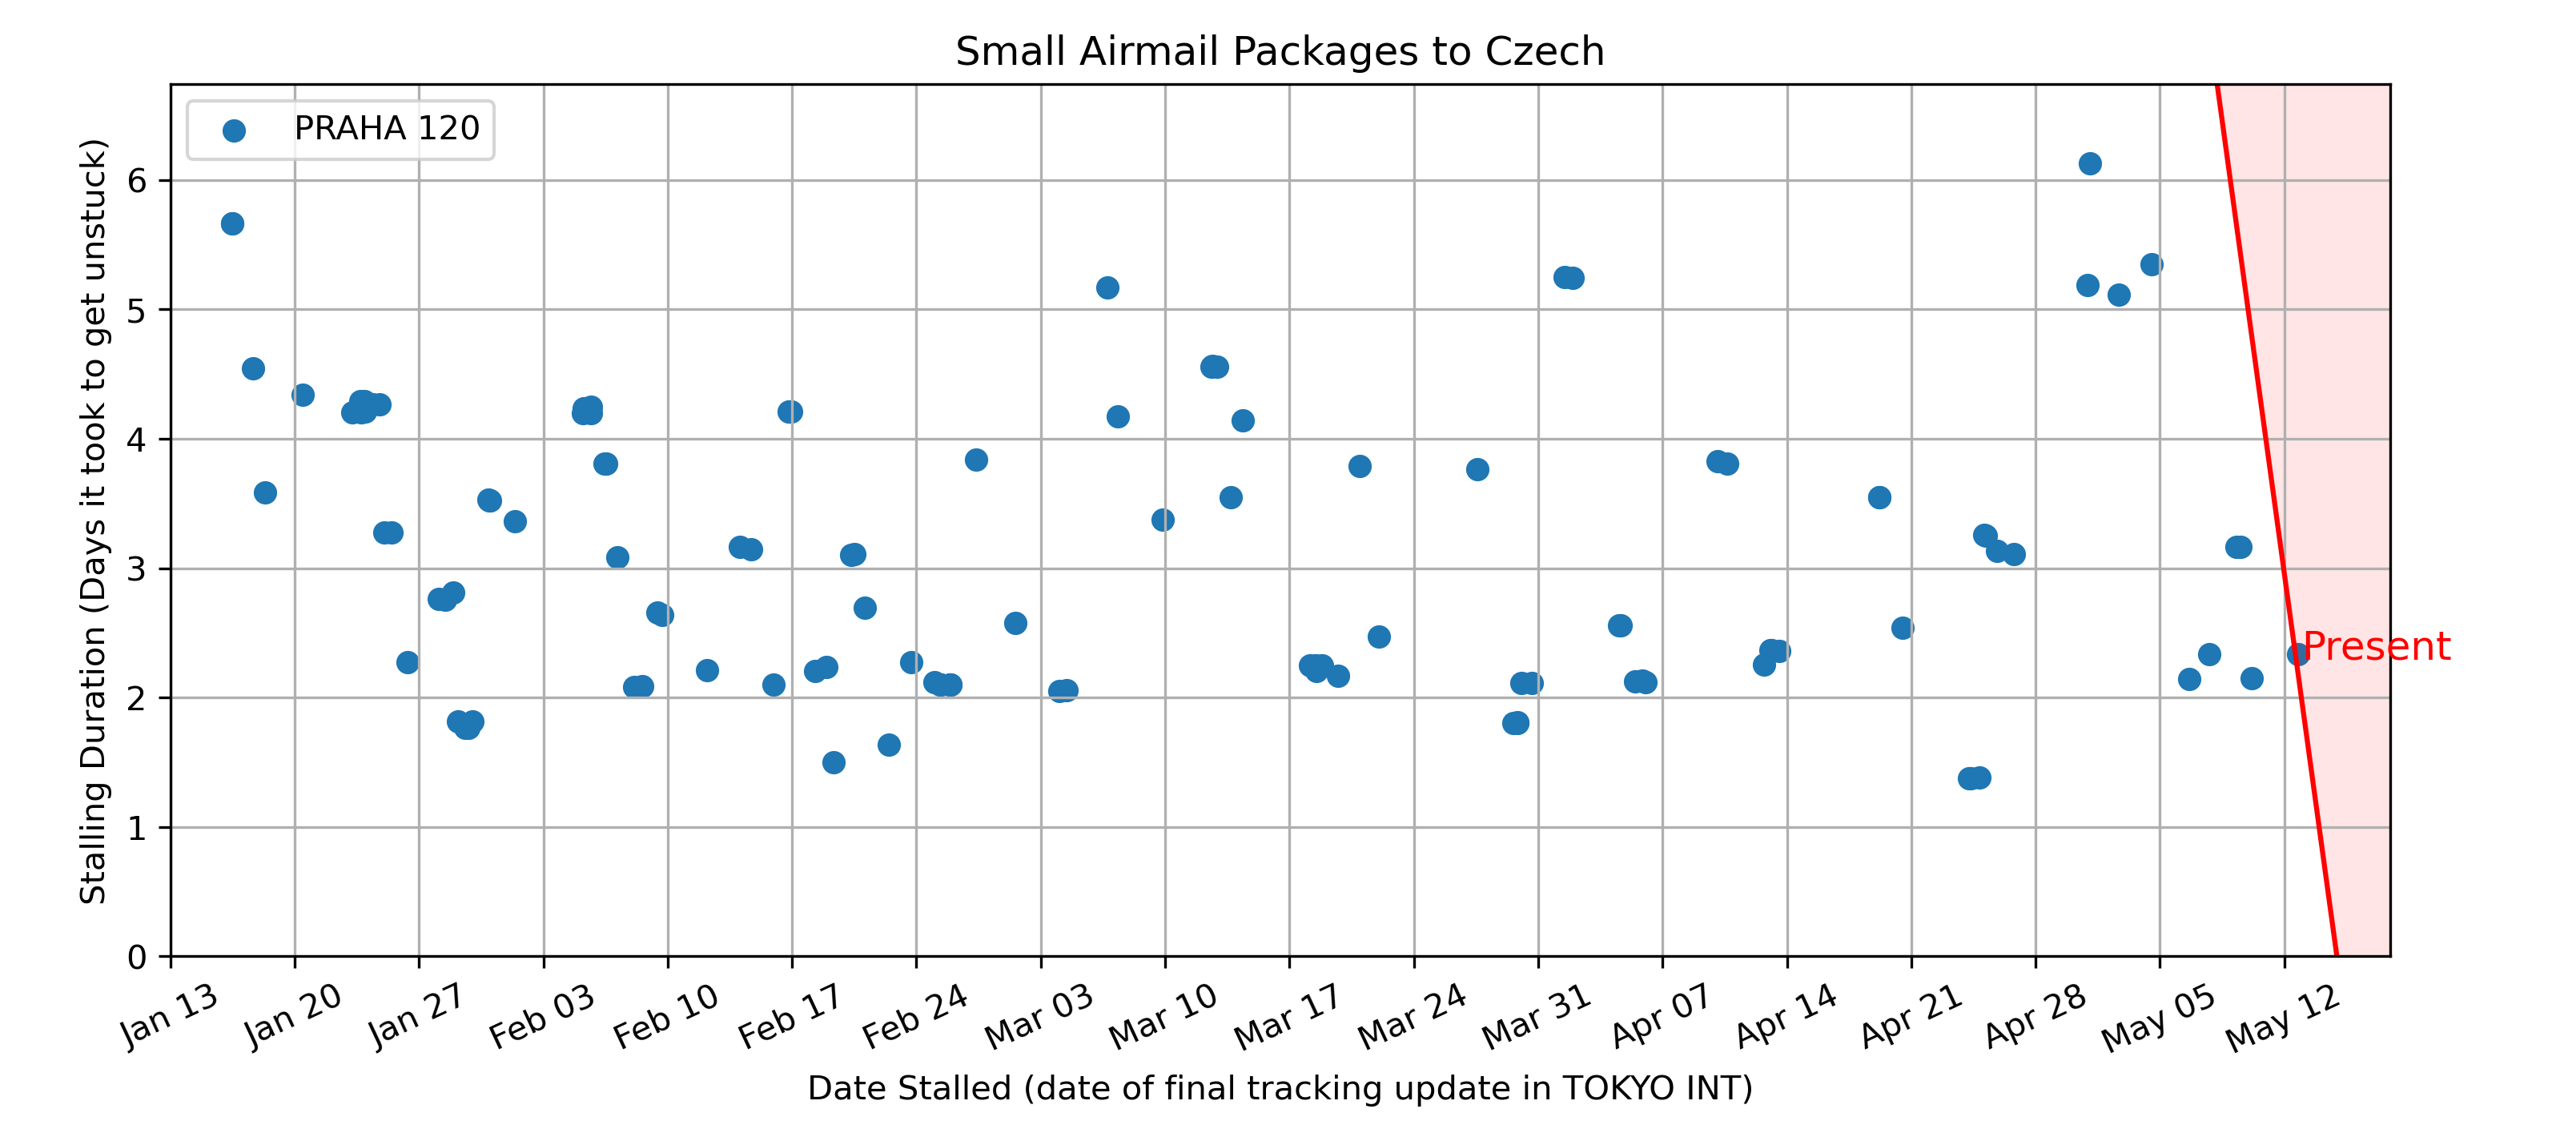 Small Airmail Packages to Czech
PRAHA 120
Stalling Duration (Days it took to get unstuck)
6
5
4
3
2
1
0
Present
Jan 13
Jan 20
Jan 27
Feb 03
Feb 10
Feb 17
Feb 24
Mar 03
Mar 10
Mar 17
Mar 24
Mar 31
Apr 07
Apr 14
Apr 21
Apr 28
May 05
May 12
Date Stalled (date of final tracking update in TOKYO INT)